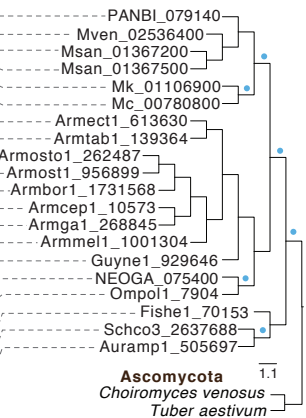 PANBI_079140
Mven_02536400
Msan_01367200
Msan_01367500
Mk_01106900
Mc_00780800
Armect1_613630
Armtab1_139364
Armosto1_262487
Armost1_956899
Armbor1_1731568
Armcep1_10573
Armga1_268845
Armmel1_1001304
Guyne1_929646
NEOGA_075400
Ompol1_7904
Fishe1_70153
Schco3_2637688
Auramp1_505697
1.1
Ascomycota
Choiromyces venosus
Tuber aestivum